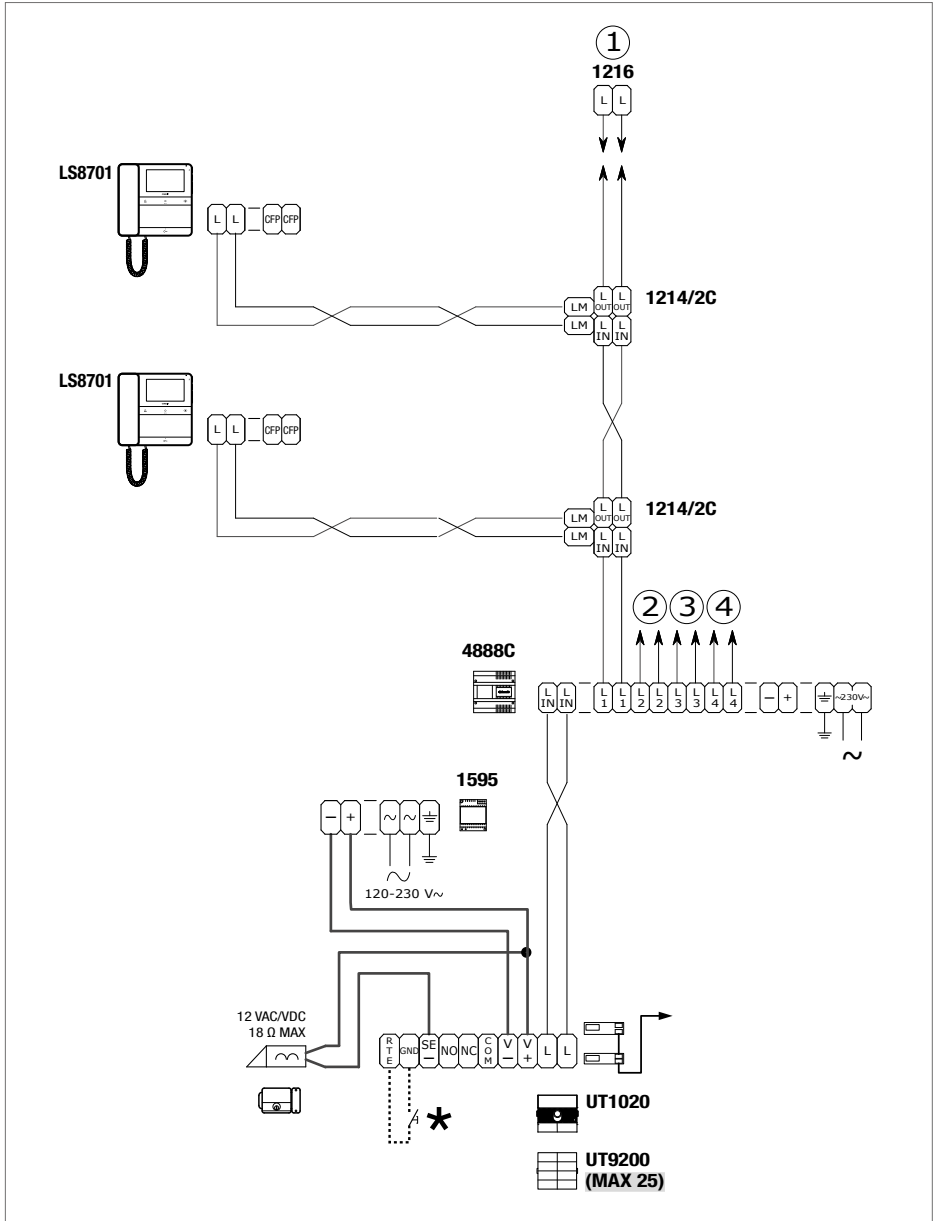 ①
1216
L L
LS8701
L L CFP CFP
LM
LM
L OUT L OUT
L IN L IN
1214/2C
LS8701
L L CFP CFP
LM
LM
L OUT L OUT
L IN L IN
1214/2C
② ③ ④
4888C
L IN L IN L 1 L 1 L 2 L 2 L 3 L 3 L 4 L 4 − + ~230V~
~
1595
− + ~ ~
~
120-230 V~
12 VAC/VDC
18 Ω MAX
RTE GND SE − NO NC COM V − V + L L
*
UT1020
UT9200
(MAX 25)